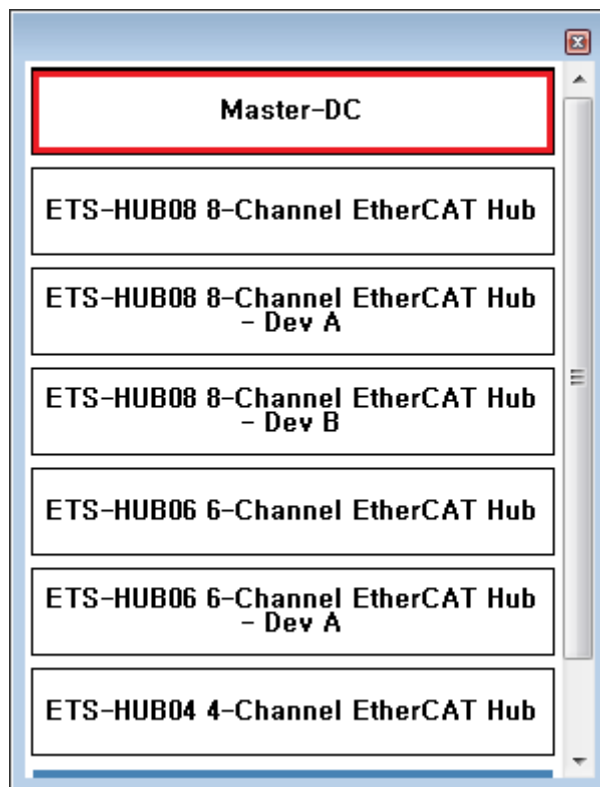 Master-DC
ETS-HUB08 8-Channel EtherCAT Hub
ETS-HUB08 8-Channel EtherCAT Hub
- Dev A
ETS-HUB08 8-Channel EtherCAT Hub
- Dev B
ETS-HUB06 6-Channel EtherCAT Hub
ETS-HUB06 6-Channel EtherCAT Hub
- Dev A
ETS-HUB04 4-Channel EtherCAT Hub